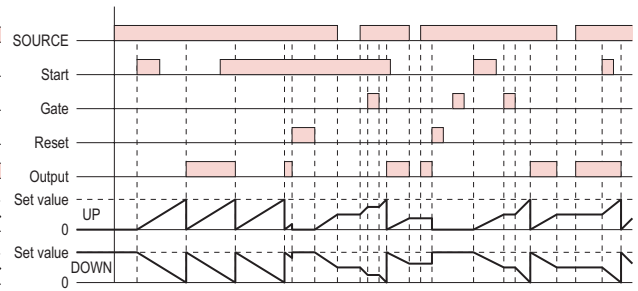 SOURCE
Start
Gate
Reset
Output
Set value
UP
0
Set value
DOWN
0